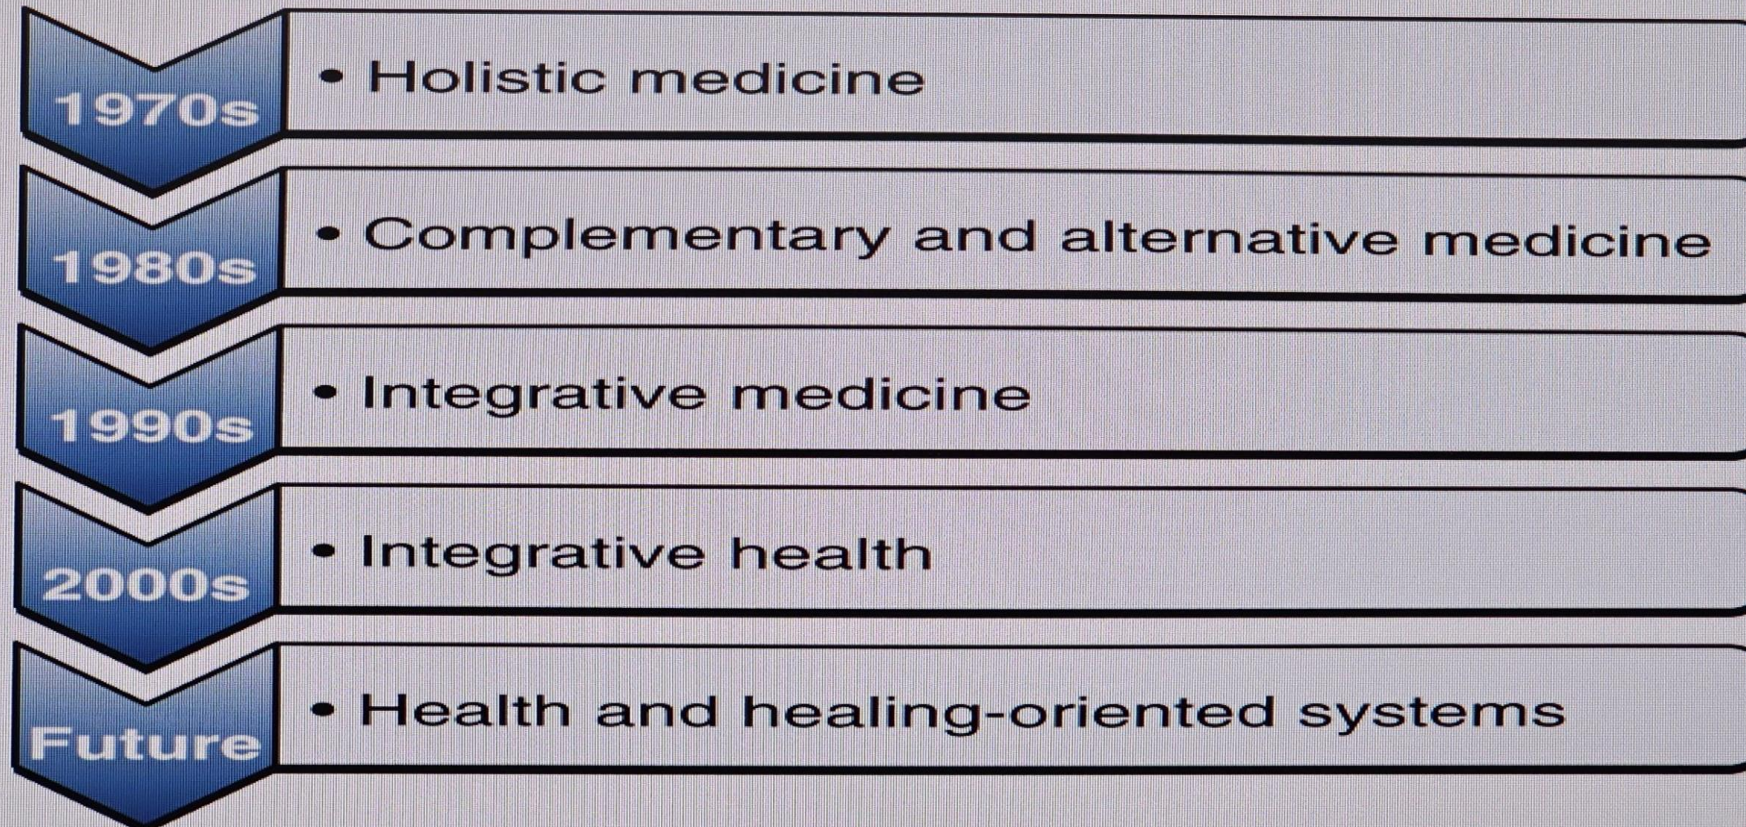 1970s
• Holistic medicine
1980s
• Complementary and alternative medicine
1990s
• Integrative medicine
2000s
• Integrative health
Future
• Health and healing-oriented systems